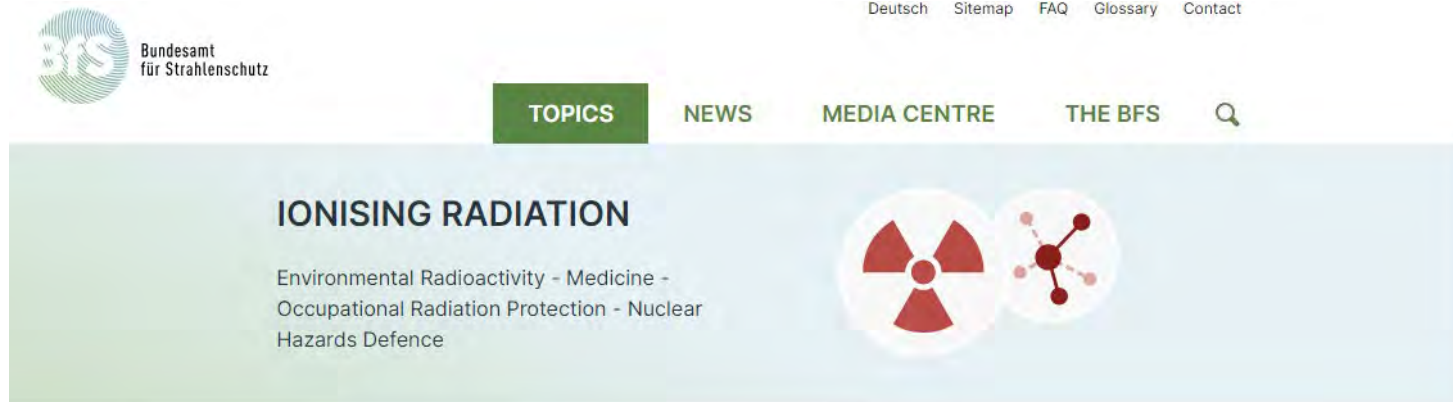 Deutsch Sitemap FAQ Glossary Contact
BfS
Bundesamt
für Strahlenschutz
TOPICS NEWS MEDIA CENTRE THE BFS
IONISING RADIATION
Environmental Radioactivity - Medicine -
Occupational Radiation Protection - Nuclear
Hazards Defence